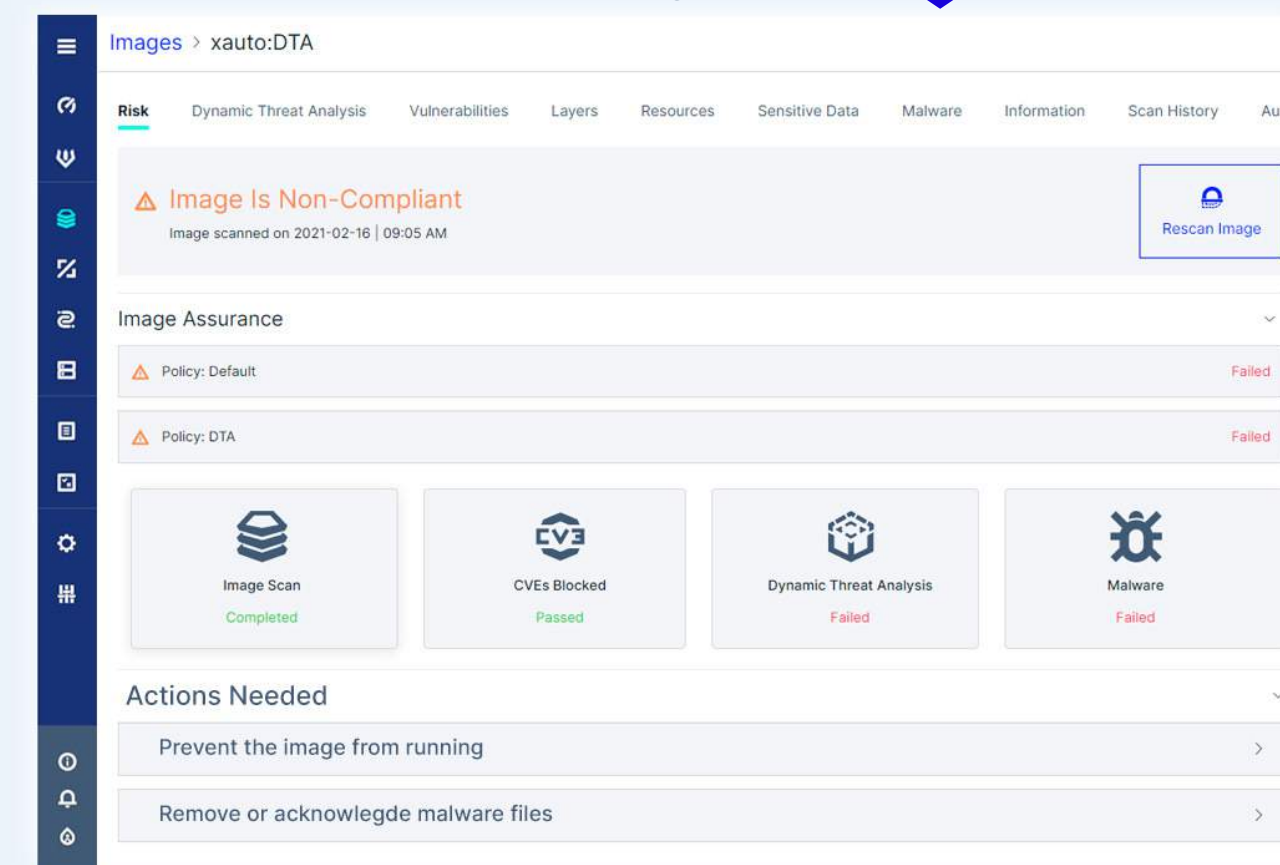 Images > xauto:DTA
Risk Dynamic Threat Analysis Vulnerabilities Layers Resources Sensitive Data Malware Information Scan History Au
Image Is Non-Compliant
Image scanned on 2021-02-16 | 09:05 AM
Rescan Image
Image Assurance
Policy: Default Failed
Policy: DTA Failed
CVE
Image Scan CVEs Blocked Dynamic Threat Analysis Malware
Completed Passed Failed Failed
Actions Needed
Prevent the image from running
Remove or acknowlegde malware files